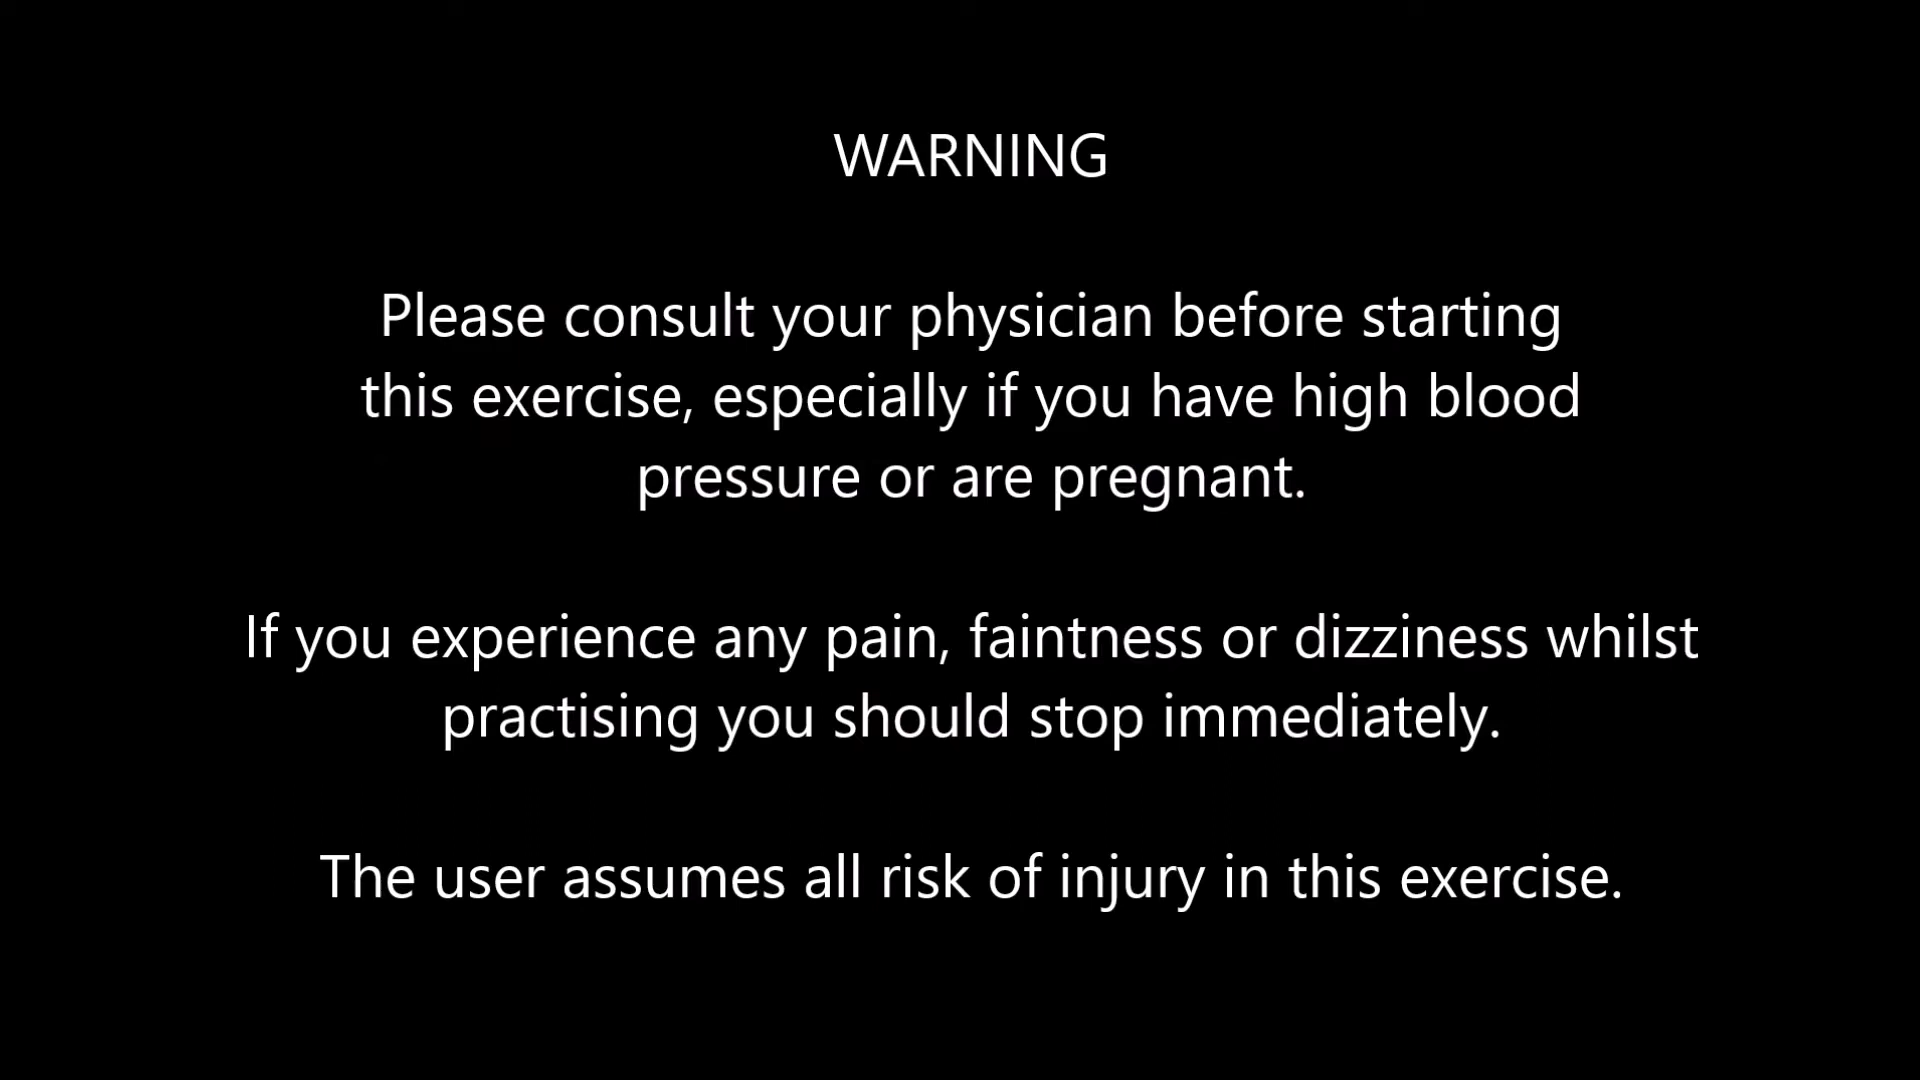 WARNING
Please consult your physician before starting
this exercise, especially if you have high blood
pressure or are pregnant.
If you experience any pain, faintness or dizziness whilst
practising you should stop immediately.
The user assumes all risk of injury in this exercise.